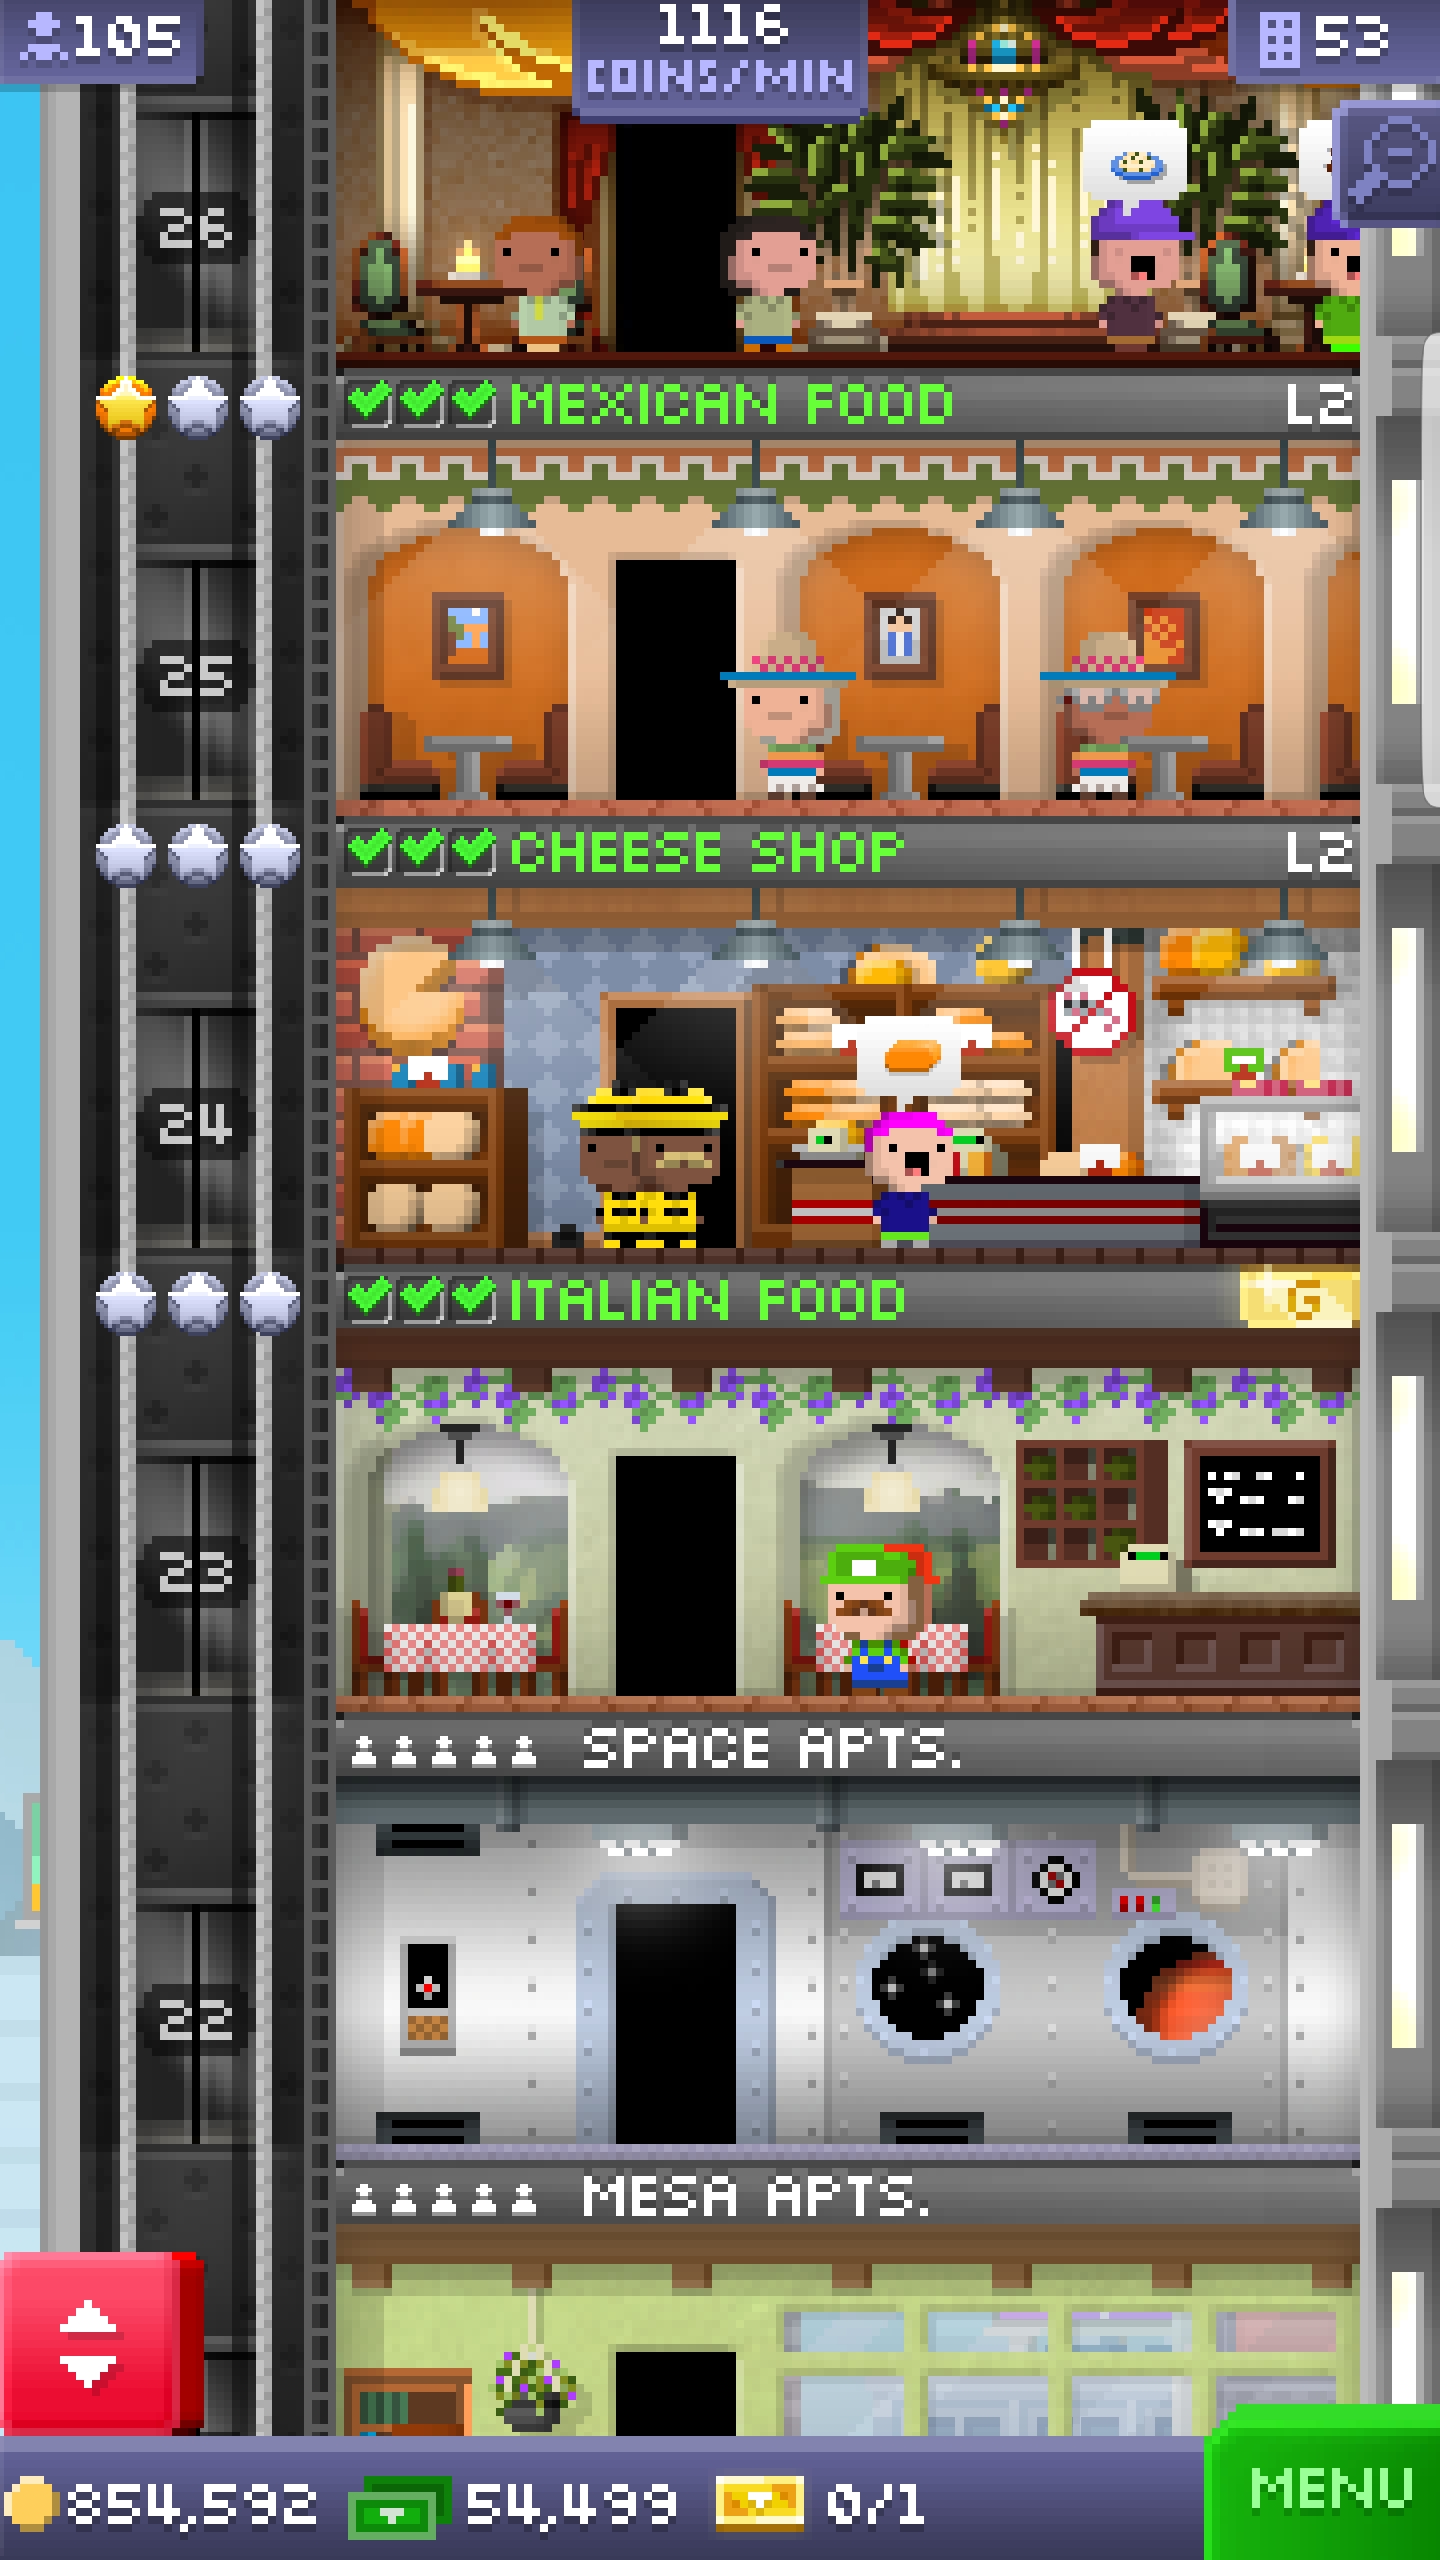 105
1116
COINS/MIN
53
26
MEXICAN FOOD L2
25
CHEESE SHOP L2
24
ITALIAN FOOD G
23
SPACE APTS.
22
MESA APTS.
854,592 54,499 0/1
MENU